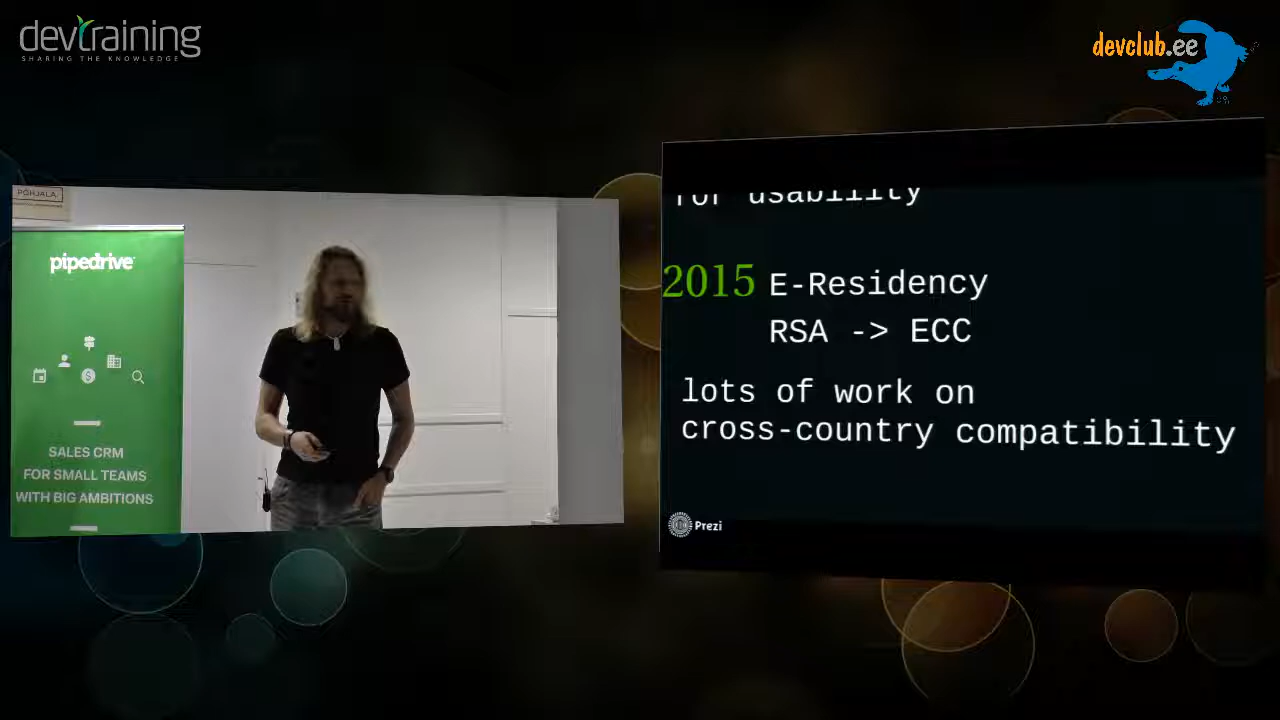 devtraining
SHARING THE KNOWLEDGE
devclub.ee
PÕHJALA
pipedrive
SALES CRM
FOR SMALL TEAMS
WITH BIG AMBITIONS
for usability
2015 E-Residency
RSA -> ECC
lots of work on
cross-country compatibility
Prezi